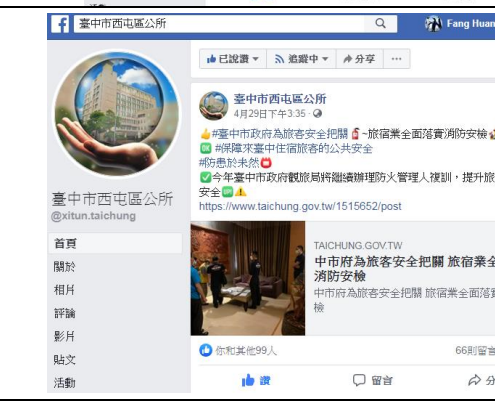 臺中市西屯區公所
Fang Huan
已說讚
追蹤中
分享
臺中市西屯區公所
4月29日下午3:35
#臺中市政府為旅客安全把關 ~旅宿業全面落實消防安檢
#保障來臺中住宿旅客的公共安全
#防患於未然
今年臺中市政府觀旅局將繼續辦理防火管理人複訓，提升旅
安全
https://www.taichung.gov.tw/1515652/post
TAICHUNG.GOV.TW
中市府為旅客安全把關 旅宿業全
消防安檢
中市府為旅客安全把關 旅宿業全面落實
檢
你和其他99人
66則留言
讚
留言
分
臺中市西屯區公所
@xitun.taichung
首頁
關於
相片
評論
影片
貼文
活動